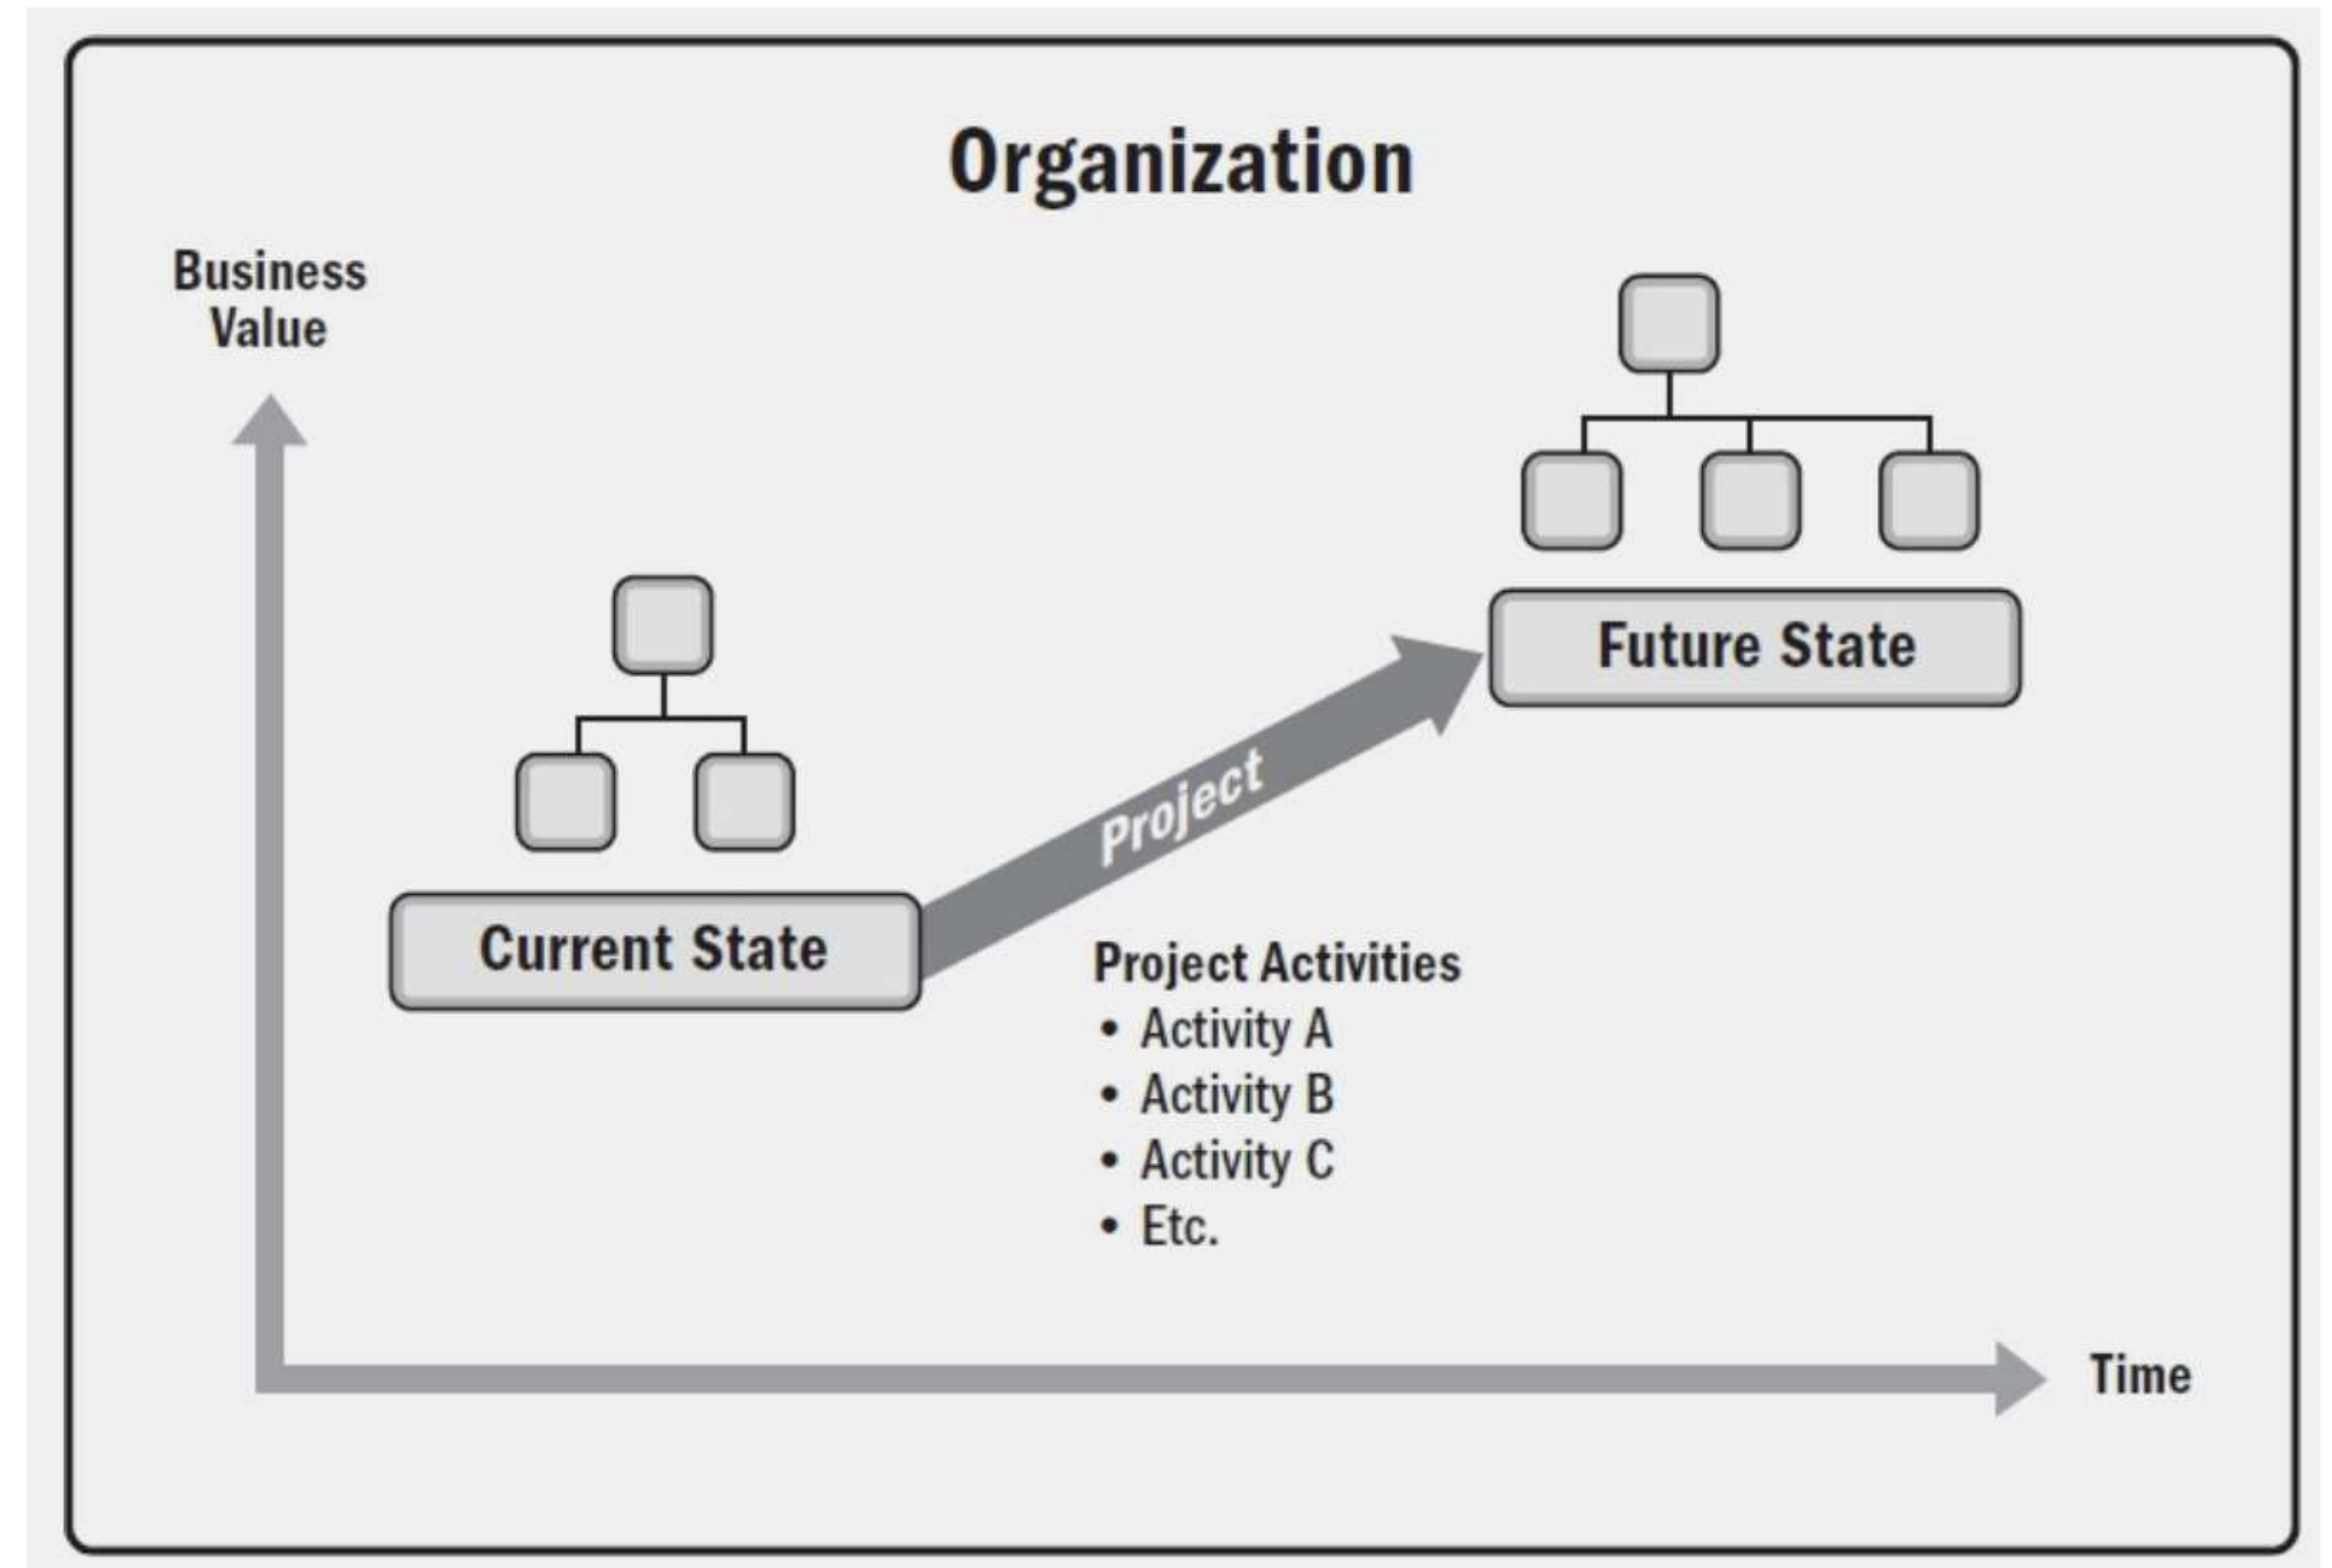 Organization
Business
Value
Future State
Project
Current State
Project Activities
• Activity A
• Activity B
• Activity C
• Etc.
Time